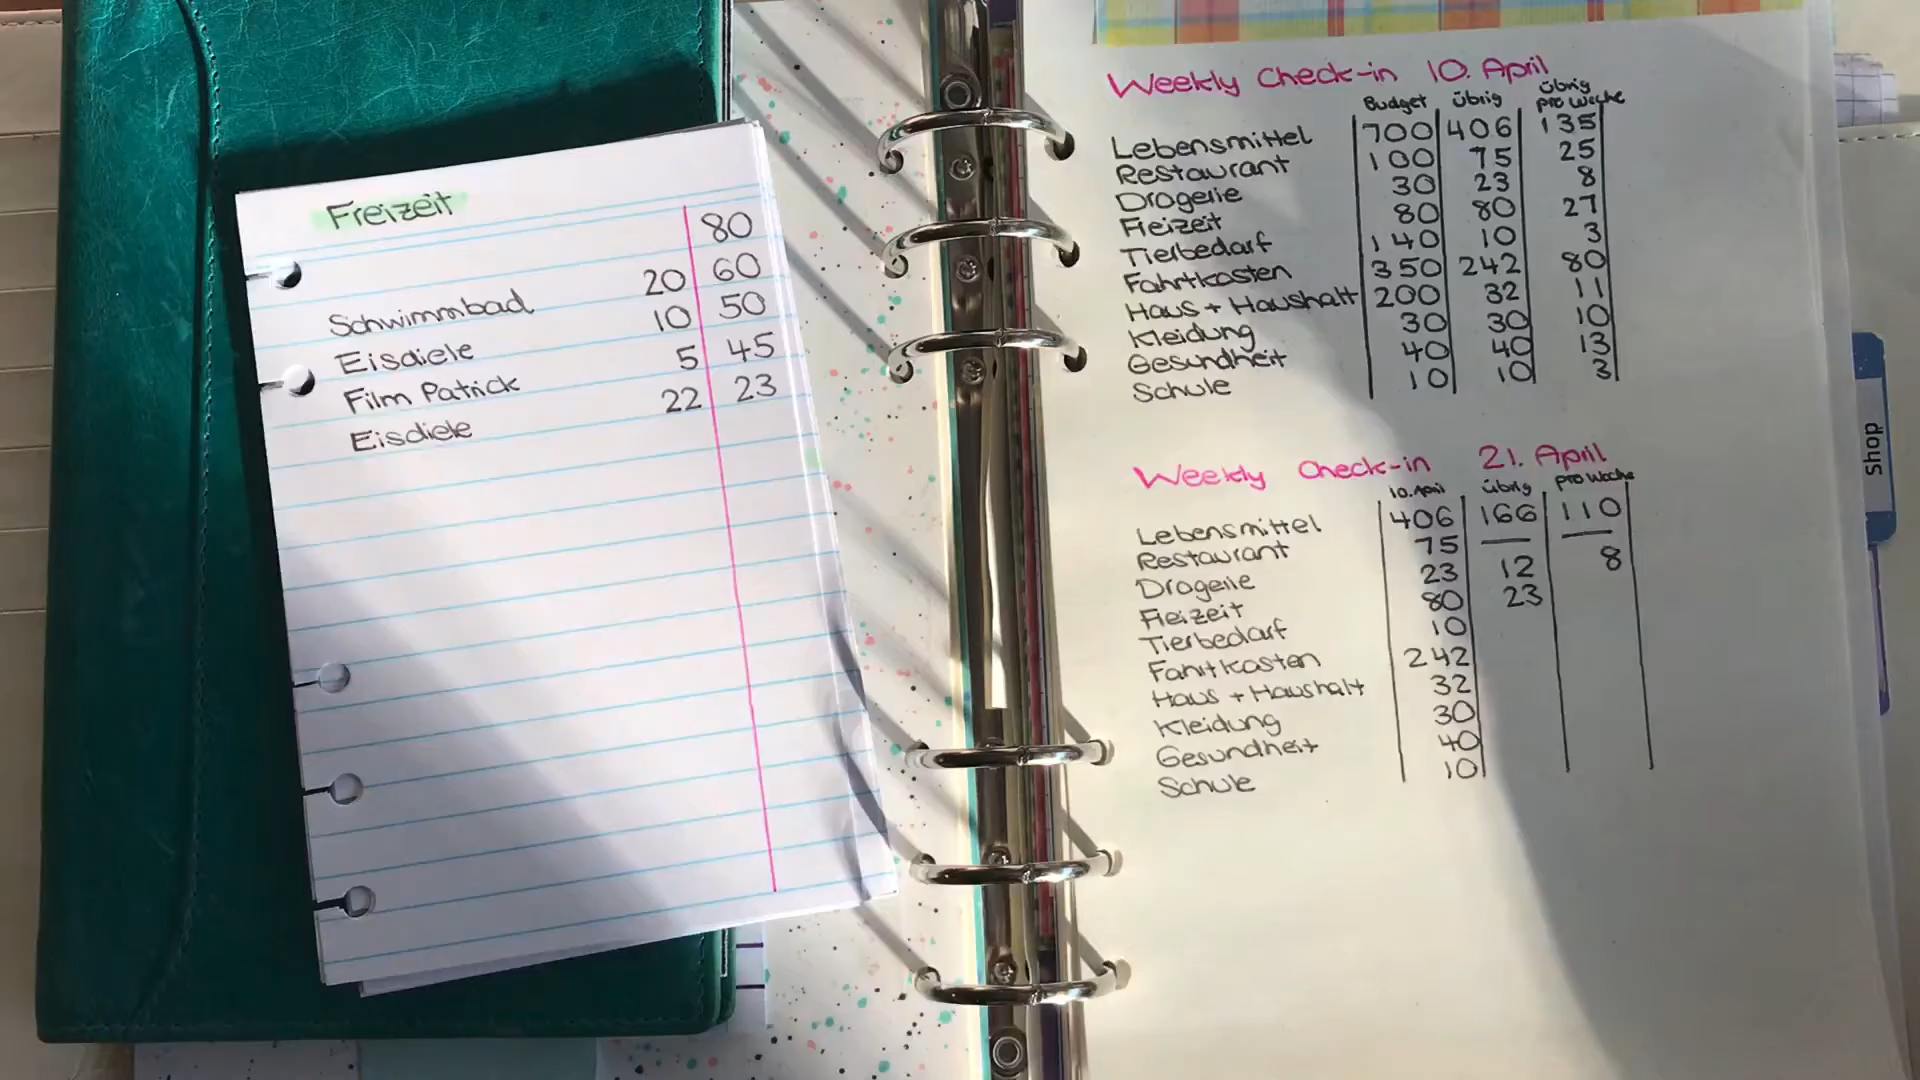 Freizeit
80
Schwimmbad 20 60
Eisdiele 10 50
Film Patrick 5 45
Eisdiele 22 23
Weekly Check-in 10. April
Budget übrig übrig pro Woche
Lebensmittel 700 406 135
Restaurant 100 75 25
Drogerie 30 23 8
Freizeit 80 80 27
Tierbedarf 140 10 3
Fahrtkosten 350 242 80
Haus + Haushalt 200 32 11
Kleidung 30 30 10
Gesundheit 40 40 13
Schule 10 10 3
Weekly Check-in 21. April
10. April übrig pro Woche
Lebensmittel 406 166 110
Restaurant 75 — —
Drogerie 23 12 8
Freizeit 80 23
Tierbedarf 10
Fahrtkosten 242
Haus + Haushalt 32
Kleidung 30
Gesundheit 40
Schule 10
Shop